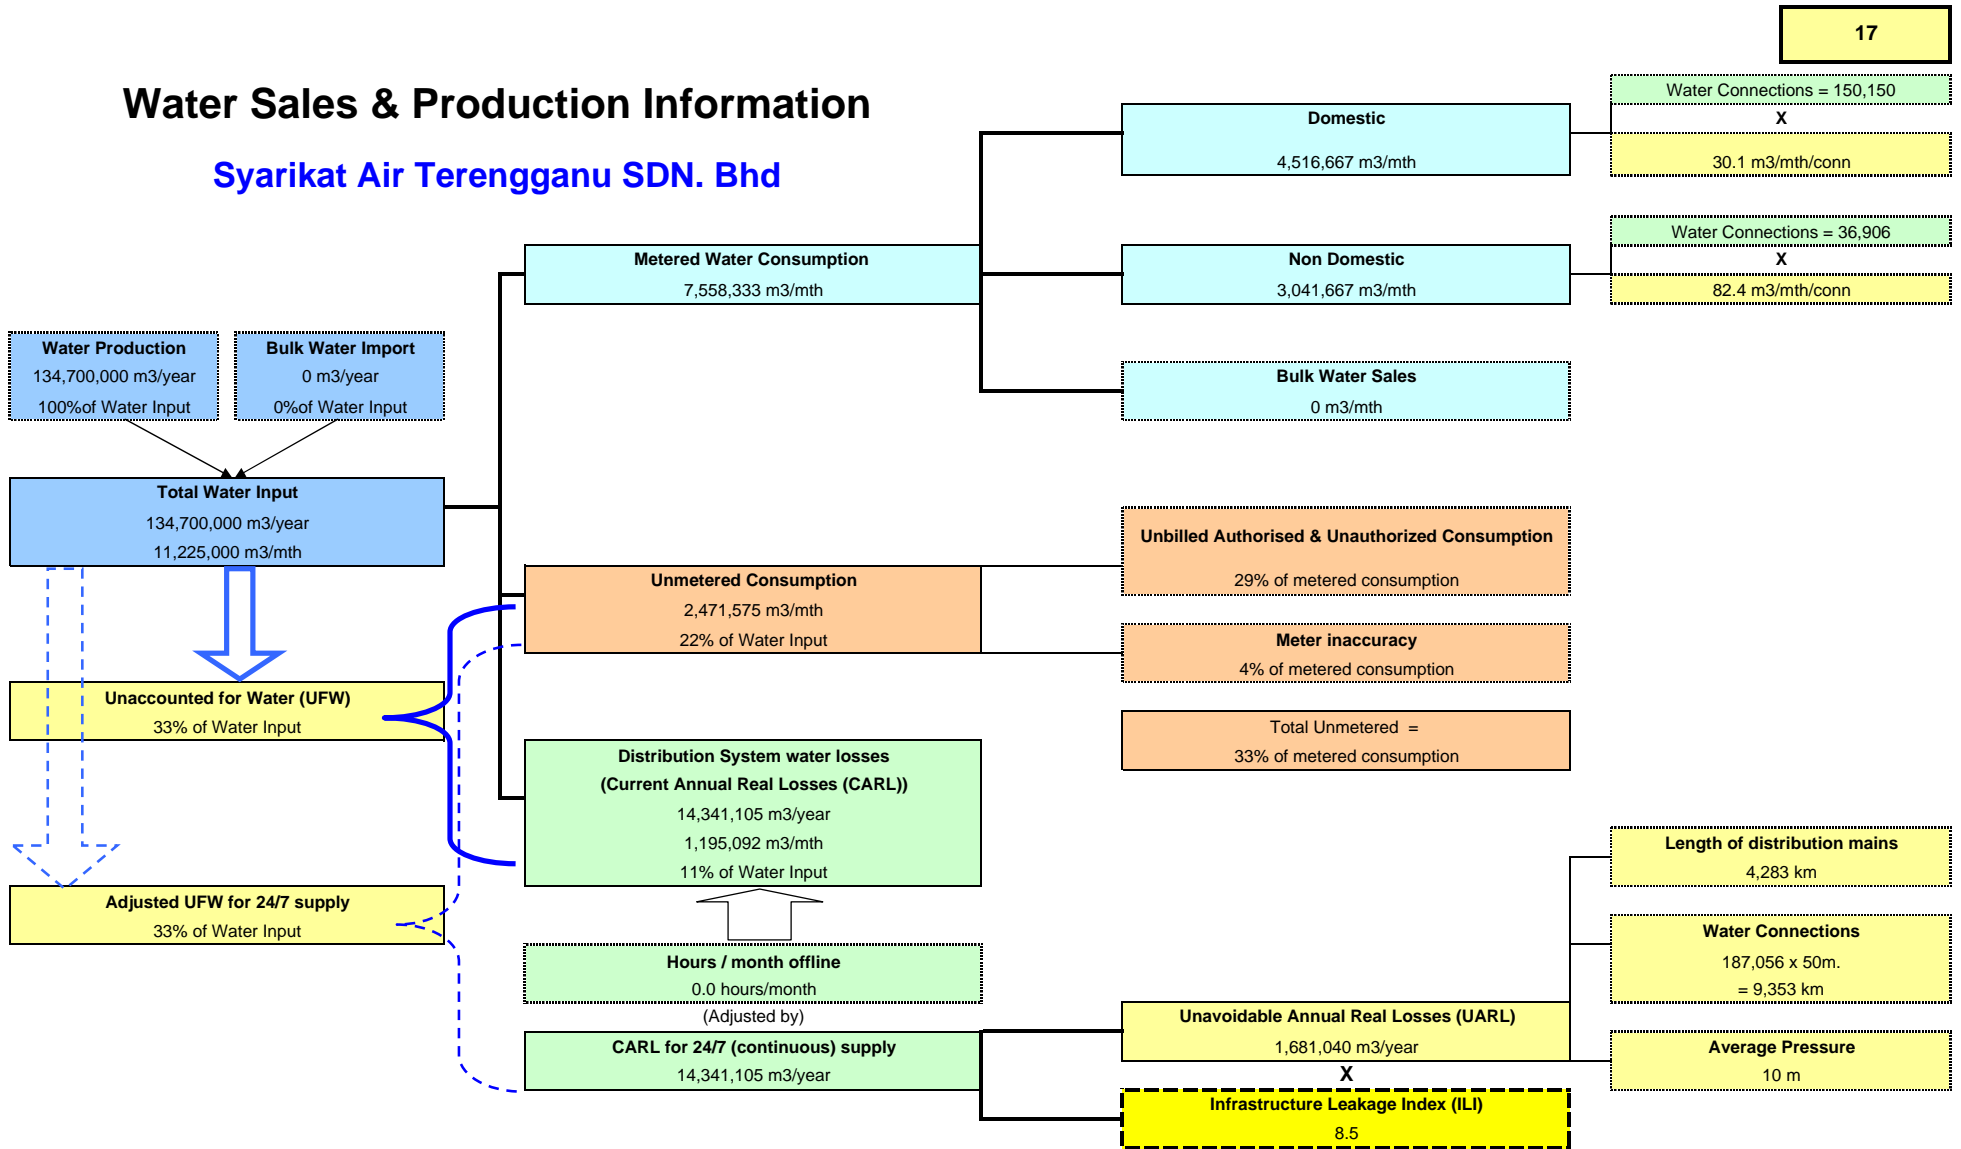 17
Water Sales & Production Information
Syarikat Air Terengganu SDN. Bhd
Water Production
134,700,000 m3/year
100%of Water Input
Bulk Water Import
0 m3/year
0%of Water Input
Total Water Input
134,700,000 m3/year
11,225,000 m3/mth
Unaccounted for Water (UFW)
33% of Water Input
Adjusted UFW for 24/7 supply
33% of Water Input
Metered Water Consumption
7,558,333 m3/mth
Unmetered Consumption
2,471,575 m3/mth
22% of Water Input
Distribution System water losses
(Current Annual Real Losses (CARL))
14,341,105 m3/year
1,195,092 m3/mth
11% of Water Input
Hours / month offline
0.0 hours/month
(Adjusted by)
CARL for 24/7 (continuous) supply
14,341,105 m3/year
Domestic
4,516,667 m3/mth
Non Domestic
3,041,667 m3/mth
Bulk Water Sales
0 m3/mth
Unbilled Authorised & Unauthorized Consumption
29% of metered consumption
Meter inaccuracy
4% of metered consumption
Total Unmetered =
33% of metered consumption
Unavoidable Annual Real Losses (UARL)
1,681,040 m3/year
X
Infrastructure Leakage Index (ILI)
8.5
Water Connections = 150,150
X
30.1 m3/mth/conn
Water Connections = 36,906
X
82.4 m3/mth/conn
Length of distribution mains
4,283 km
Water Connections
187,056 x 50m.
= 9,353 km
Average Pressure
10 m